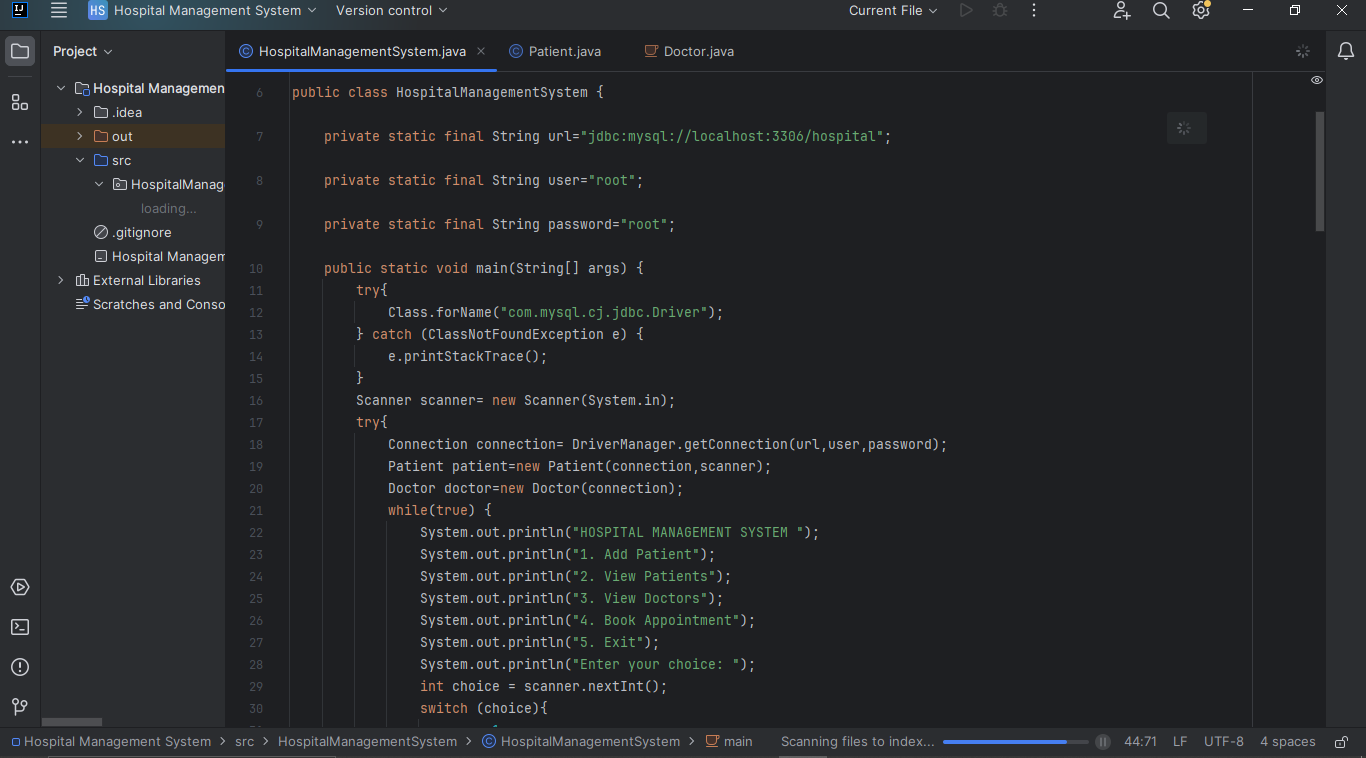 HS Hospital Management System Version control Current File
Project
HospitalManagementSystem.java Patient.java Doctor.java
Hospital Managemen
.idea
out
src
HospitalManag
loading...
.gitignore
Hospital Managem
External Libraries
Scratches and Conso
6 public class HospitalManagementSystem {
7 private static final String url="jdbc:mysql://localhost:3306/hospital";
8 private static final String user="root";
9 private static final String password="root";
10 public static void main(String[] args) {
11 try{
12 Class.forName("com.mysql.cj.jdbc.Driver");
13 } catch (ClassNotFoundException e) {
14 e.printStackTrace();
15 }
16 Scanner scanner= new Scanner(System.in);
17 try{
18 Connection connection= DriverManager.getConnection(url,user,password);
19 Patient patient=new Patient(connection,scanner);
20 Doctor doctor=new Doctor(connection);
21 while(true) {
22 System.out.println("HOSPITAL MANAGEMENT SYSTEM ");
23 System.out.println("1. Add Patient");
24 System.out.println("2. View Patients");
25 System.out.println("3. View Doctors");
26 System.out.println("4. Book Appointment");
27 System.out.println("5. Exit");
28 System.out.println("Enter your choice: ");
29 int choice = scanner.nextInt();
30 switch (choice){
Hospital Management System > src > HospitalManagementSystem > HospitalManagementSystem > main Scanning files to index... 44:71 LF UTF-8 4 spaces